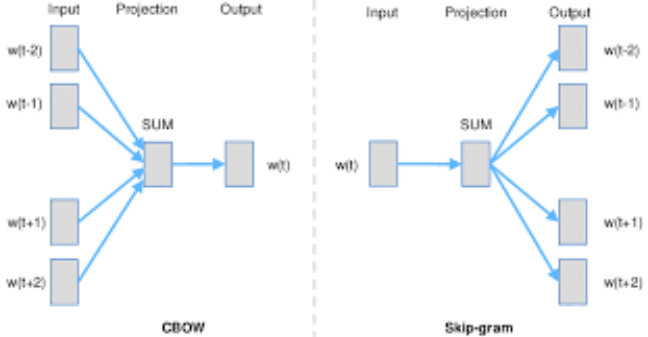 Input Projection Output
w(t-2)
w(t-1)
SUM
w(t)
w(t+1)
w(t+2)
CBOW
Input Projection Output
w(t-2)
w(t-1)
SUM
w(t)
w(t+1)
w(t+2)
Skip-gram